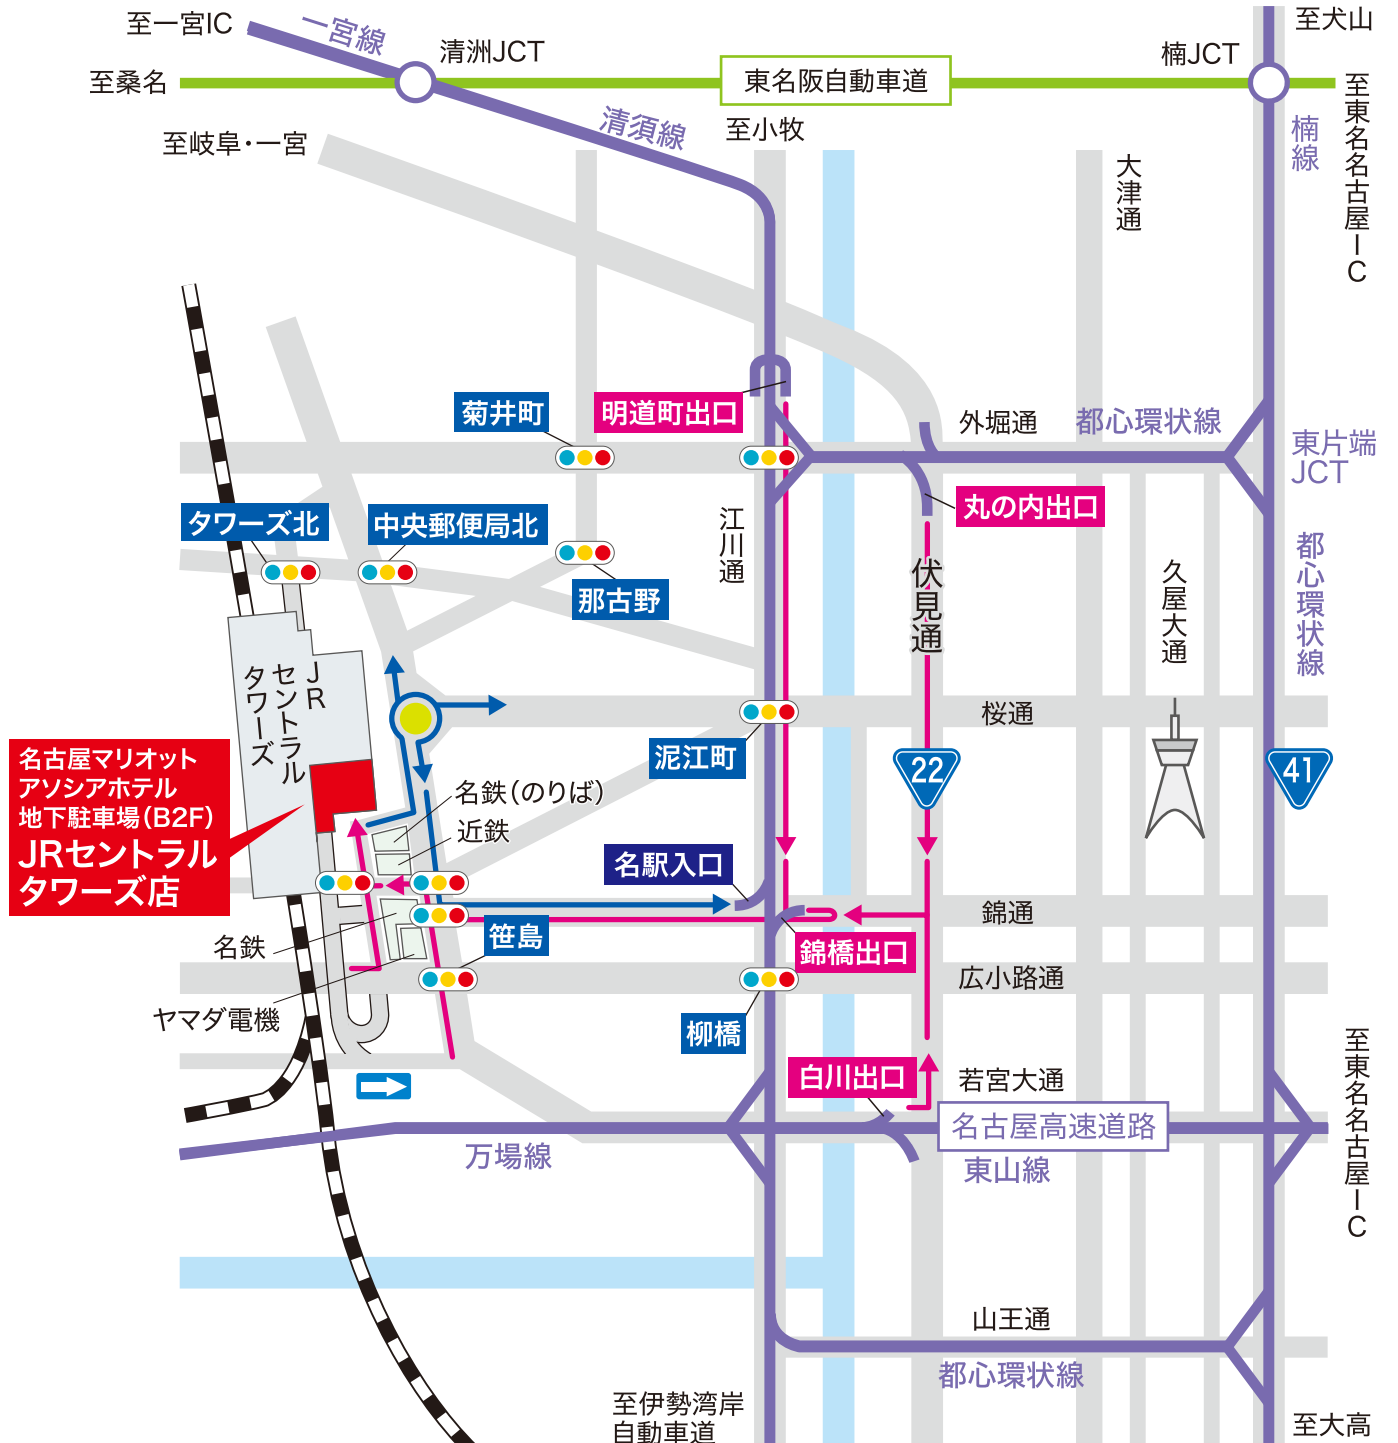 至一宮IC
一宮線
清洲JCT
楠JCT
至犬山
至桑名
東名阪自動車道
至東名名古屋IC
至岐阜・一宮
清須線
至小牧
大津通
楠線
菊井町
明道町出口
外堀通
都心環状線
東片端
JCT
タワーズ北
中央郵便局北
江川通
丸の内出口
那古野
伏見通
久屋大通
都心環状線
JR
セントラル
タワーズ
桜通
泥江町
22
41
名古屋マリオット
アソシアホテル
地下駐車場(B2F)
JRセントラル
タワーズ店
名鉄(のりば)
近鉄
名駅入口
錦通
笹島
名鉄
錦橋出口
広小路通
ヤマダ電機
柳橋
白川出口
若宮大通
至東名名古屋IC
名古屋高速道路
万場線
東山線
山王通
都心環状線
至伊勢湾岸
自動車道
至大高